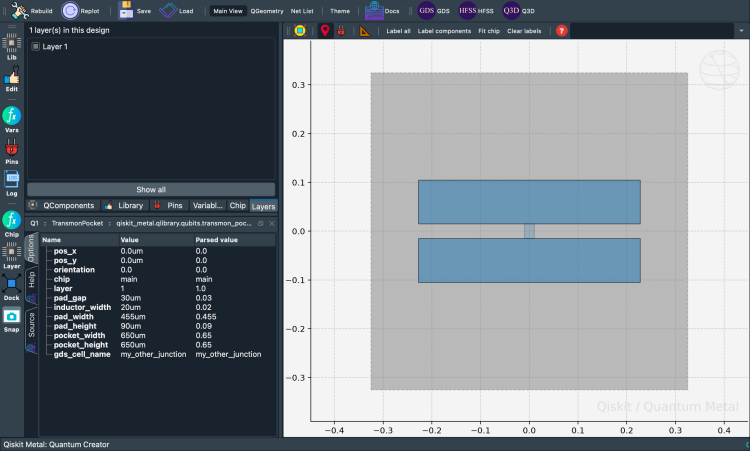 Rebuild Replot Save Load Main View QGeometry Net List Theme Docs GDS GDS HFSS HFSS Q3D Q3D
1 layer(s) in this design
Layer 1
Show all
QComponents Library Pins Variabl... Chip Layers
Lib
Edit
Vars
Pins
Log
Chip
Layer
Dock
Snap
Q1 : TransmonPocket : qiskit_metal.qlibrary.qubits.transmon_poc...
Options
Help
Source
Name Value Parsed value
pos_x 0.0um 0.0
pos_y 0.0um 0.0
orientation 0.0 0.0
chip main main
layer 1 1.0
pad_gap 30um 0.03
inductor_width 20um 0.02
pad_width 455um 0.455
pad_height 90um 0.09
pocket_width 650um 0.65
pocket_height 650um 0.65
gds_cell_name my_other_junction my_other_junction
Label all Label components Fit chip Clear labels ?
0.3
0.2
0.1
0.0
−0.1
−0.2
−0.3
−0.4 −0.3 −0.2 −0.1 0.0 0.1 0.2 0.3 0.4
Qiskit / Quantum Metal
Qiskit Metal: Quantum Creator